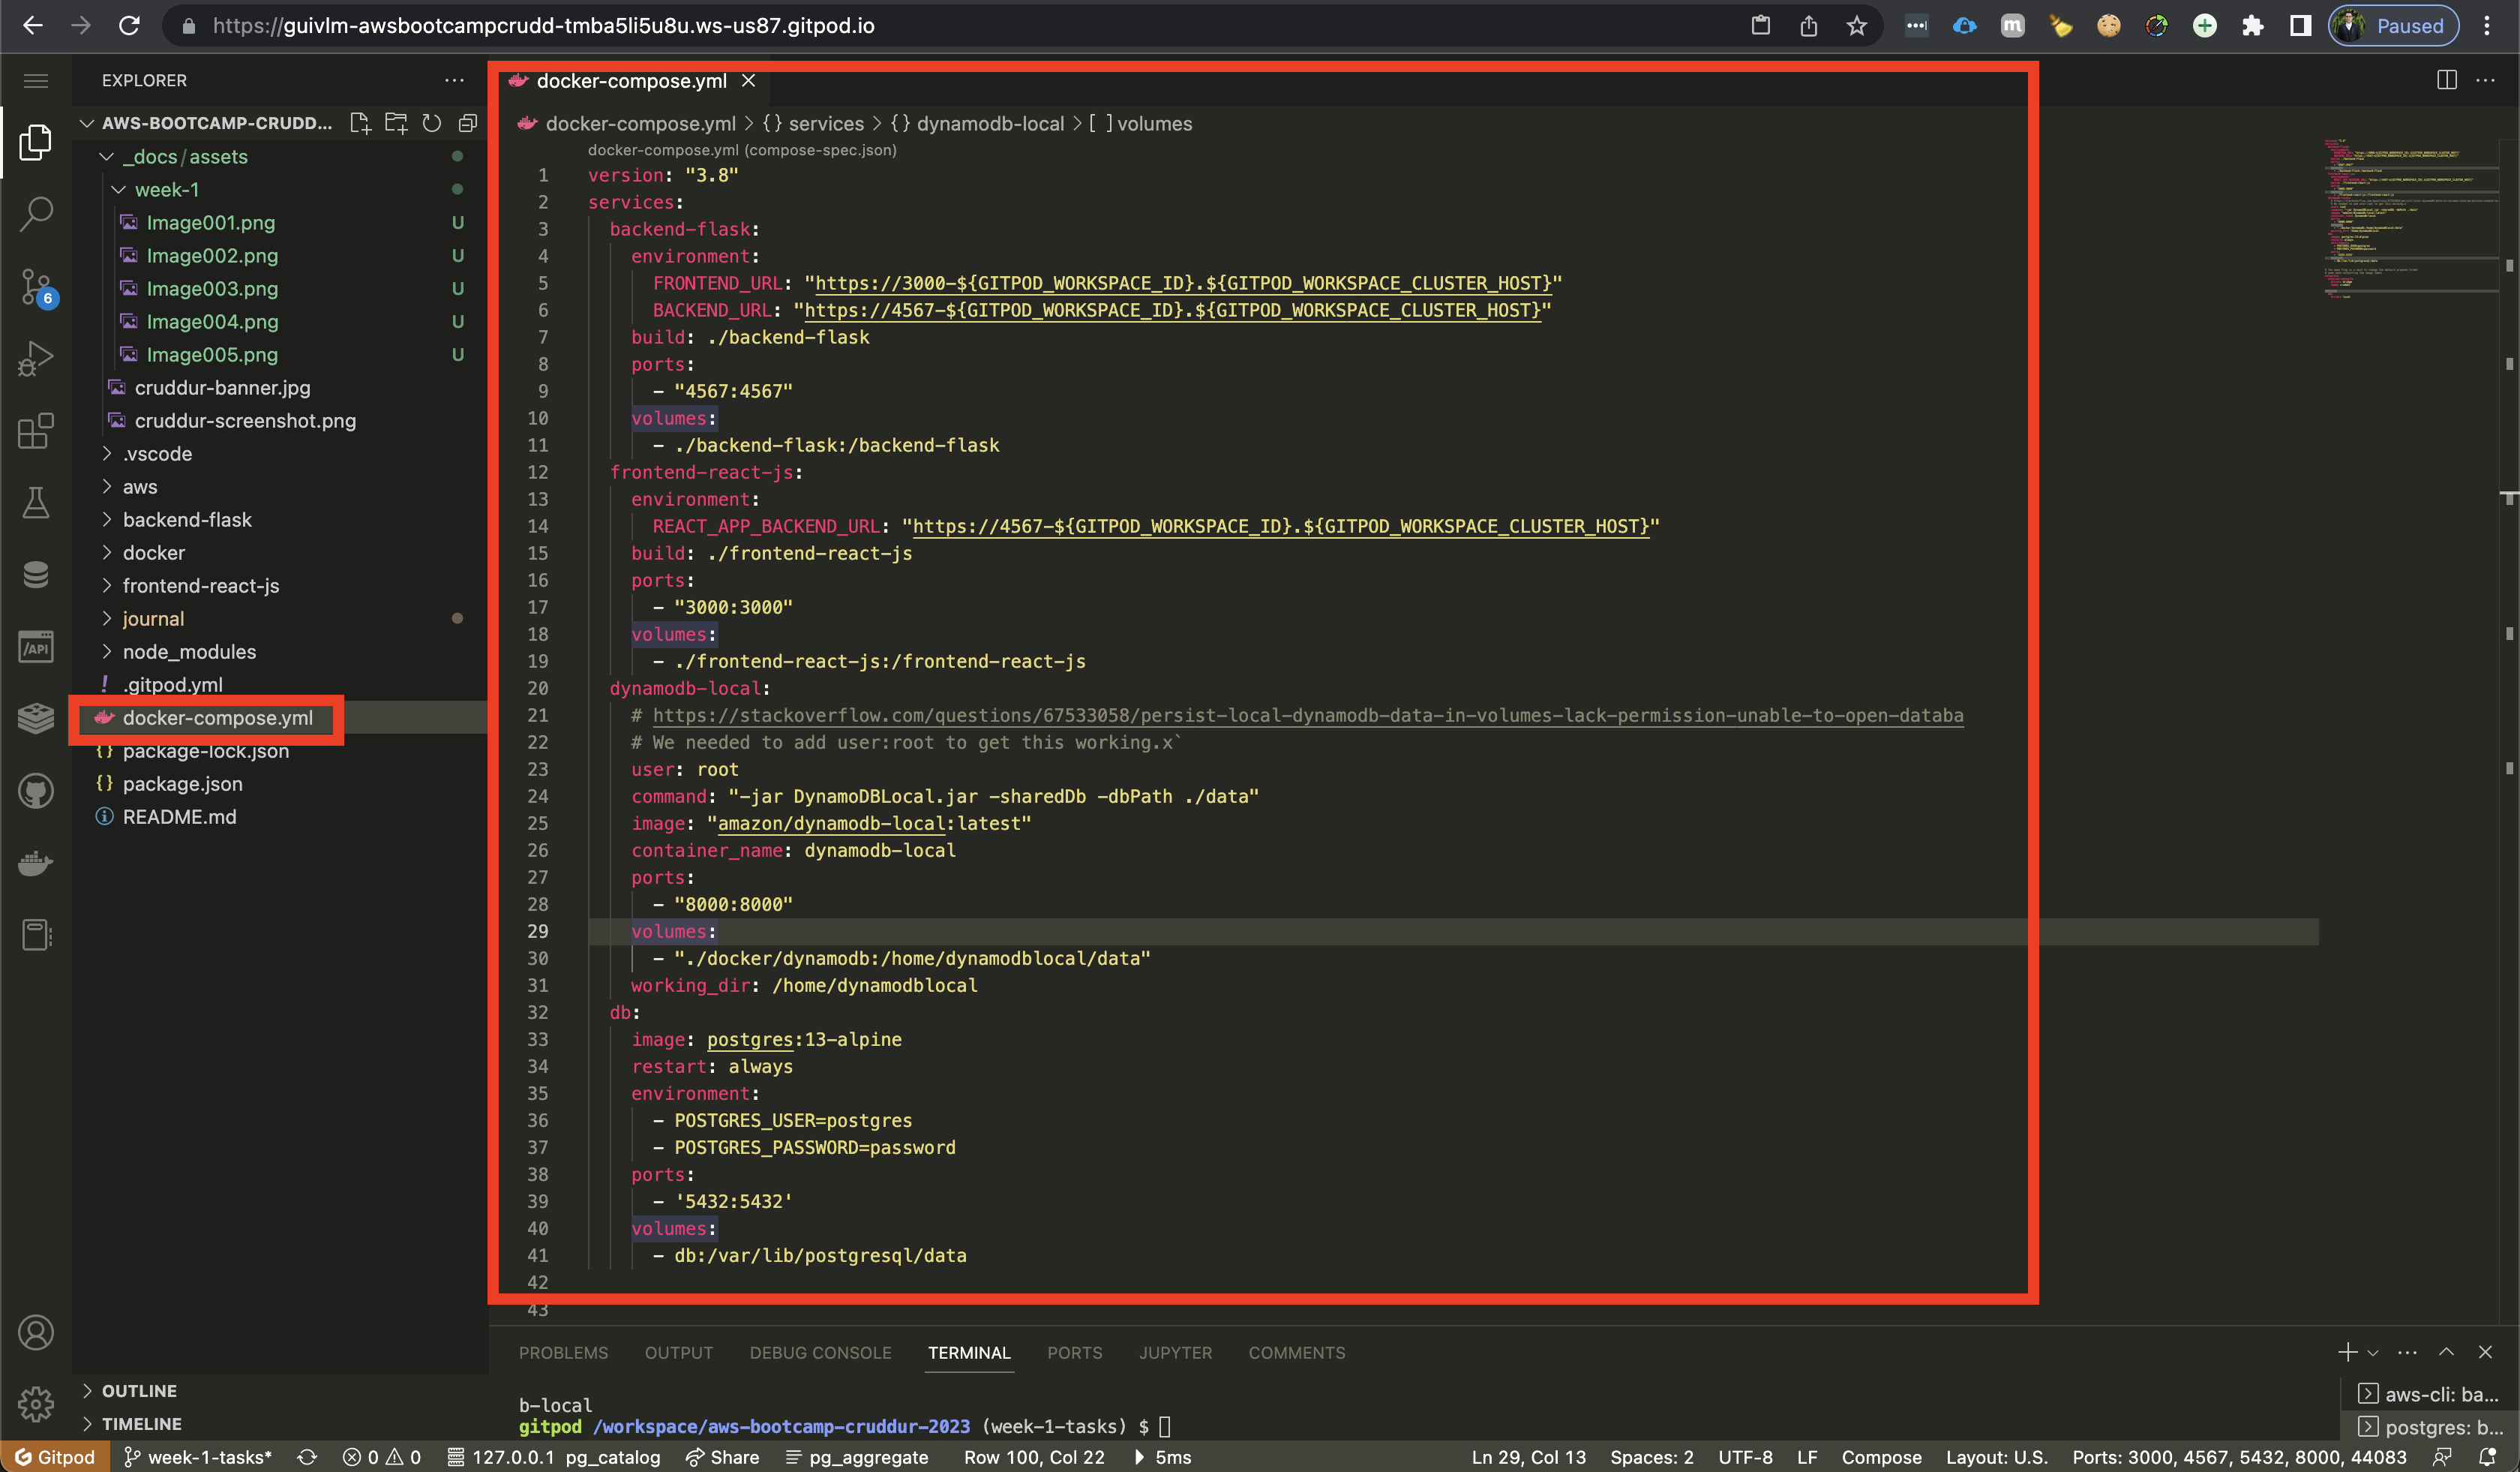 https://guivlm-awsbootcampcrudd-tmba5li5u8u.ws-us87.gitpod.io
Paused
EXPLORER
AWS-BOOTCAMP-CRUDD...
_docs/assets
week-1
Image001.png U
Image002.png U
Image003.png U
Image004.png U
Image005.png U
cruddur-banner.jpg
cruddur-screenshot.png
.vscode
aws
backend-flask
docker
frontend-react-js
journal
node_modules
.gitpod.yml
docker-compose.yml
package-lock.json
package.json
README.md
OUTLINE
TIMELINE
6
/API
docker-compose.yml
docker-compose.yml > {} services > {} dynamodb-local > [ ] volumes
docker-compose.yml (compose-spec.json)
1 version: "3.8"
2 services:
3 backend-flask:
4 environment:
5 FRONTEND_URL: "https://3000-${GITPOD_WORKSPACE_ID}.${GITPOD_WORKSPACE_CLUSTER_HOST}"
6 BACKEND_URL: "https://4567-${GITPOD_WORKSPACE_ID}.${GITPOD_WORKSPACE_CLUSTER_HOST}"
7 build: ./backend-flask
8 ports:
9 - "4567:4567"
10 volumes:
11 - ./backend-flask:/backend-flask
12 frontend-react-js:
13 environment:
14 REACT_APP_BACKEND_URL: "https://4567-${GITPOD_WORKSPACE_ID}.${GITPOD_WORKSPACE_CLUSTER_HOST}"
15 build: ./frontend-react-js
16 ports:
17 - "3000:3000"
18 volumes:
19 - ./frontend-react-js:/frontend-react-js
20 dynamodb-local:
21 # https://stackoverflow.com/questions/67533058/persist-local-dynamodb-data-in-volumes-lack-permission-unable-to-open-databa
22 # We needed to add user:root to get this working.x`
23 user: root
24 command: "-jar DynamoDBLocal.jar -sharedDb -dbPath ./data"
25 image: "amazon/dynamodb-local:latest"
26 container_name: dynamodb-local
27 ports:
28 - "8000:8000"
29 volumes:
30 - "./docker/dynamodb:/home/dynamodblocal/data"
31 working_dir: /home/dynamodblocal
32 db:
33 image: postgres:13-alpine
34 restart: always
35 environment:
36 - POSTGRES_USER=postgres
37 - POSTGRES_PASSWORD=password
38 ports:
39 - '5432:5432'
40 volumes:
41 - db:/var/lib/postgresql/data
42
43
PROBLEMS OUTPUT DEBUG CONSOLE TERMINAL PORTS JUPYTER COMMENTS
b-local
gitpod /workspace/aws-bootcamp-cruddur-2023 (week-1-tasks) $
aws-cli: ba...
postgres: b...
Gitpod week-1-tasks* 0 0 127.0.0.1 pg_catalog Share pg_aggregate Row 100, Col 22 5ms Ln 29, Col 13 Spaces: 2 UTF-8 LF Compose Layout: U.S. Ports: 3000, 4567, 5432, 8000, 44083